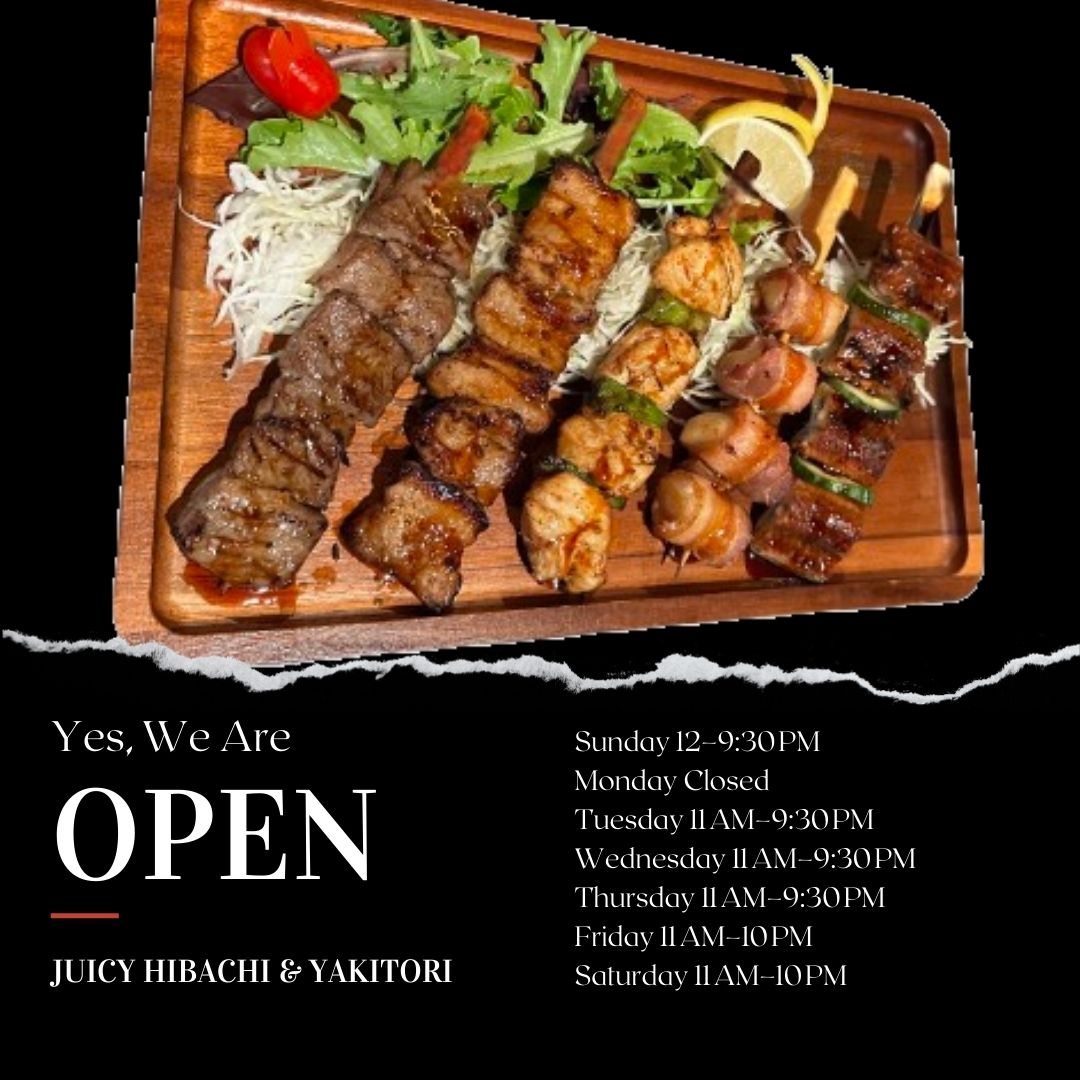 Yes, We Are
OPEN
JUICY HIBACHI & YAKITORI
Sunday 12–9:30PM
Monday Closed
Tuesday 11AM–9:30PM
Wednesday 11AM–9:30PM
Thursday 11AM–9:30PM
Friday 11AM–10PM
Saturday 11AM–10PM